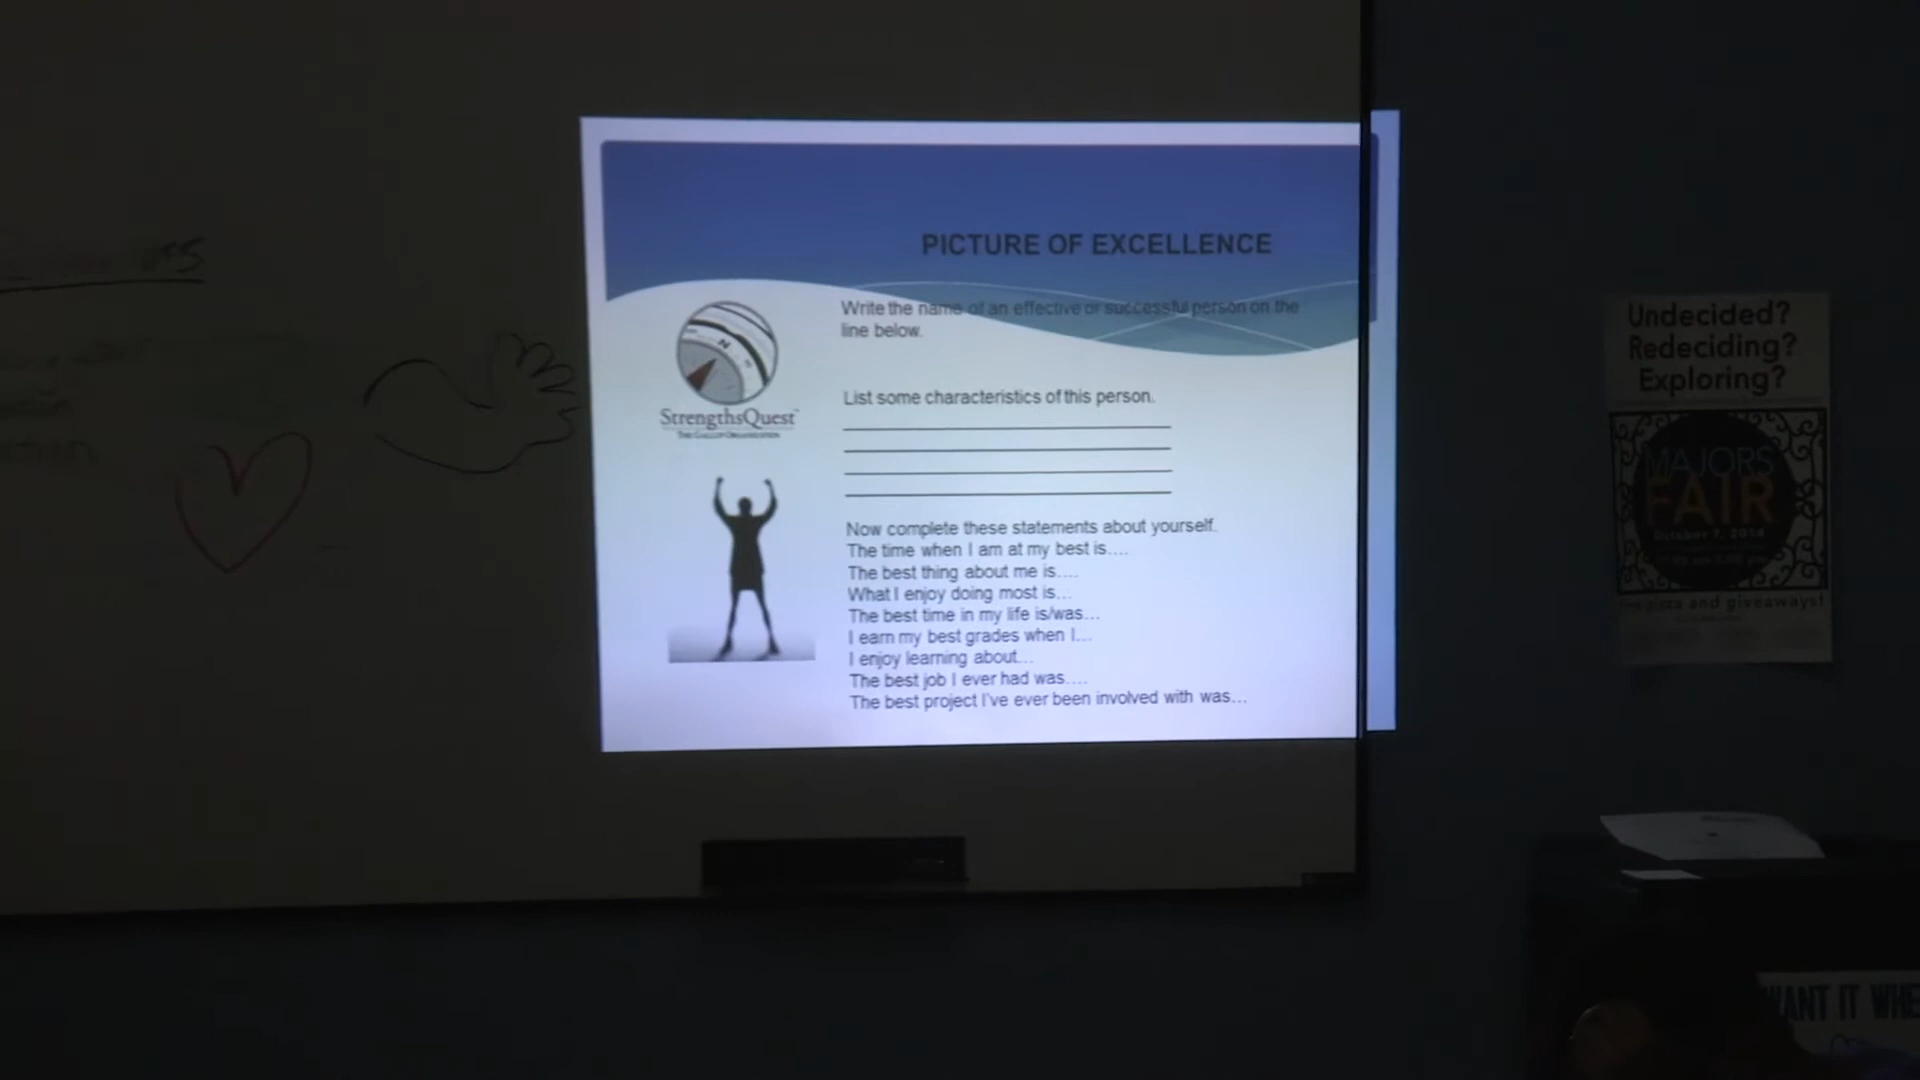 PICTURE OF EXCELLENCE
Write the name of an effective or successful person on the
line below.
StrengthsQuest
THE GALLUP ORGANIZATION
List some characteristics of this person.
Now complete these statements about yourself.
The time when I am at my best is....
The best thing about me is....
What I enjoy doing most is...
The best time in my life is/was...
I earn my best grades when I...
I enjoy learning about...
The best job I ever had was....
The best project I've ever been involved with was...
Undecided?
Redeciding?
Exploring?
MAJORS
FAIR
October 7, 2014
pizza and giveaways!
WANT IT WHE